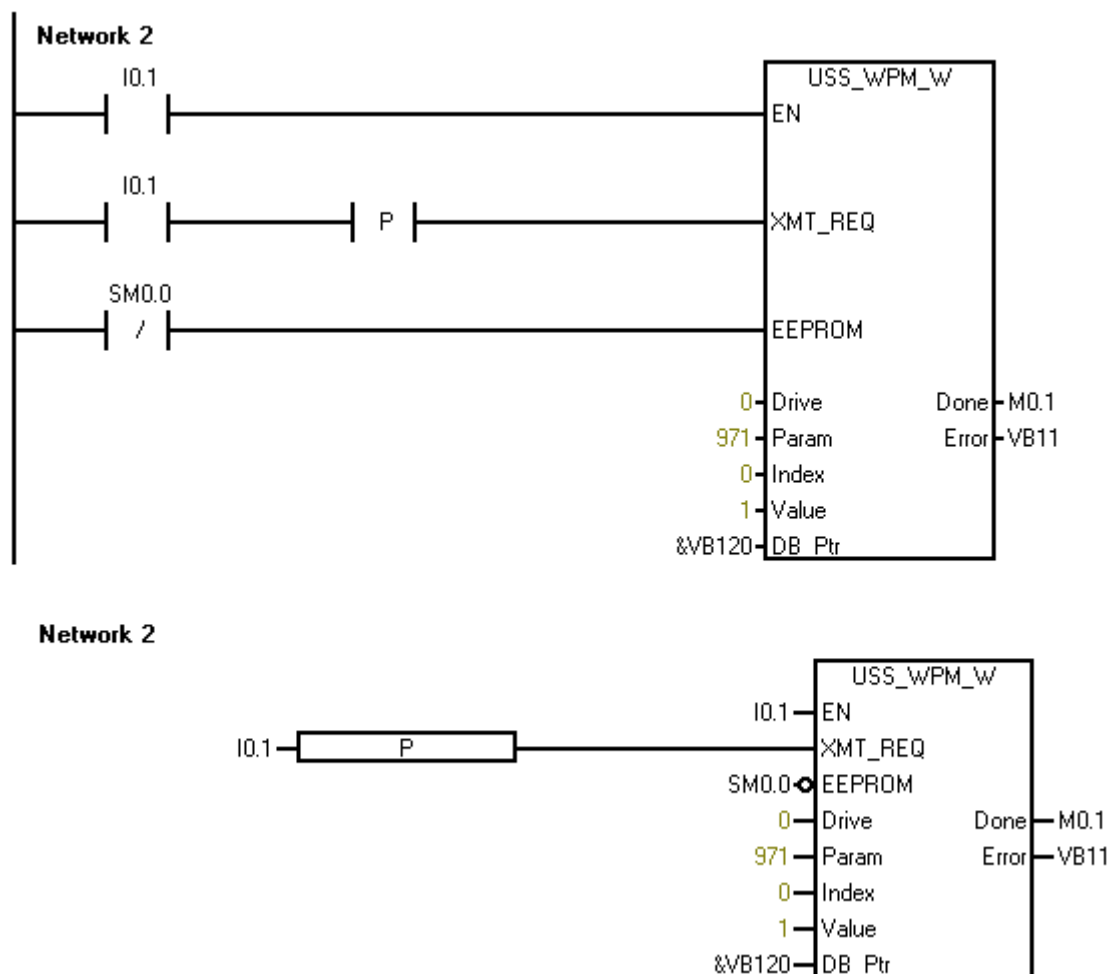 Network 2
I0.1
USS_WPM_W
EN
I0.1
P
XMT_REQ
SM0.0
/
EEPROM
0 Drive Done M0.1
971 Param Error VB11
0 Index
1 Value
&VB120 DB_Ptr
Network 2
USS_WPM_W
I0.1 EN
I0.1 P XMT_REQ
SM0.0 EEPROM
0 Drive Done M0.1
971 Param Error VB11
0 Index
1 Value
&VB120 DB_Ptr